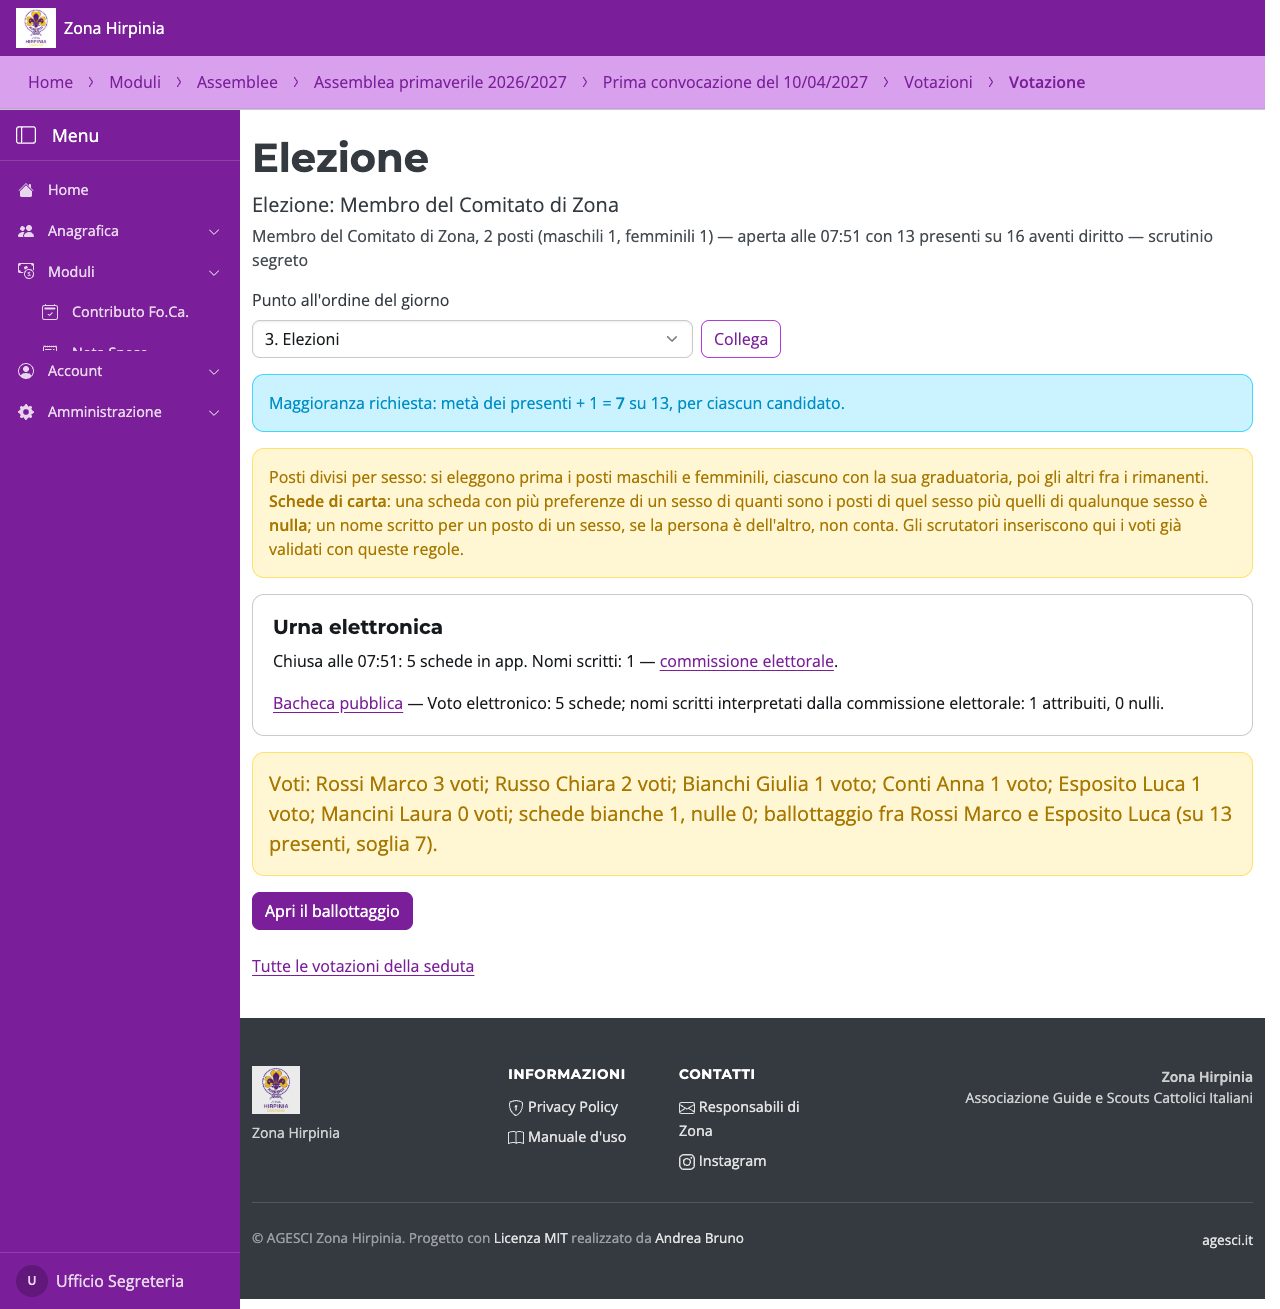 Zona Hirpinia
Home > Moduli > Assemblee > Assemblea primaverile 2026/2027 > Prima convocazione del 10/04/2027 > Votazioni > Votazione
Menu
Home
Anagrafica
Moduli
Contributo Fo.Ca.
Account
Amministrazione
Elezione
Elezione: Membro del Comitato di Zona
Membro del Comitato di Zona, 2 posti (maschili 1, femminili 1) — aperta alle 07:51 con 13 presenti su 16 aventi diritto — scrutinio
segreto
Punto all'ordine del giorno
3. Elezioni
Collega
Maggioranza richiesta: metà dei presenti + 1 = 7 su 13, per ciascun candidato.
Posti divisi per sesso: si eleggono prima i posti maschili e femminili, ciascuno con la sua graduatoria, poi gli altri fra i rimanenti.
Schede di carta: una scheda con più preferenze di un sesso di quanti sono i posti di quel sesso più quelli di qualunque sesso è
nulla; un nome scritto per un posto di un sesso, se la persona è dell'altro, non conta. Gli scrutatori inseriscono qui i voti già
validati con queste regole.
Urna elettronica
Chiusa alle 07:51: 5 schede in app. Nomi scritti: 1 — commissione elettorale.
Bacheca pubblica — Voto elettronico: 5 schede; nomi scritti interpretati dalla commissione elettorale: 1 attribuiti, 0 nulli.
Voti: Rossi Marco 3 voti; Russo Chiara 2 voti; Bianchi Giulia 1 voto; Conti Anna 1 voto; Esposito Luca 1
voto; Mancini Laura 0 voti; schede bianche 1, nulle 0; ballottaggio fra Rossi Marco e Esposito Luca (su 13
presenti, soglia 7).
Apri il ballottaggio
Tutte le votazioni della seduta
Zona Hirpinia
INFORMAZIONI
Privacy Policy
Manuale d'uso
CONTATTI
Responsabili di
Zona
Instagram
Zona Hirpinia
Associazione Guide e Scouts Cattolici Italiani
© AGESCI Zona Hirpinia. Progetto con Licenza MIT realizzato da Andrea Bruno
agesci.it
U Ufficio Segreteria